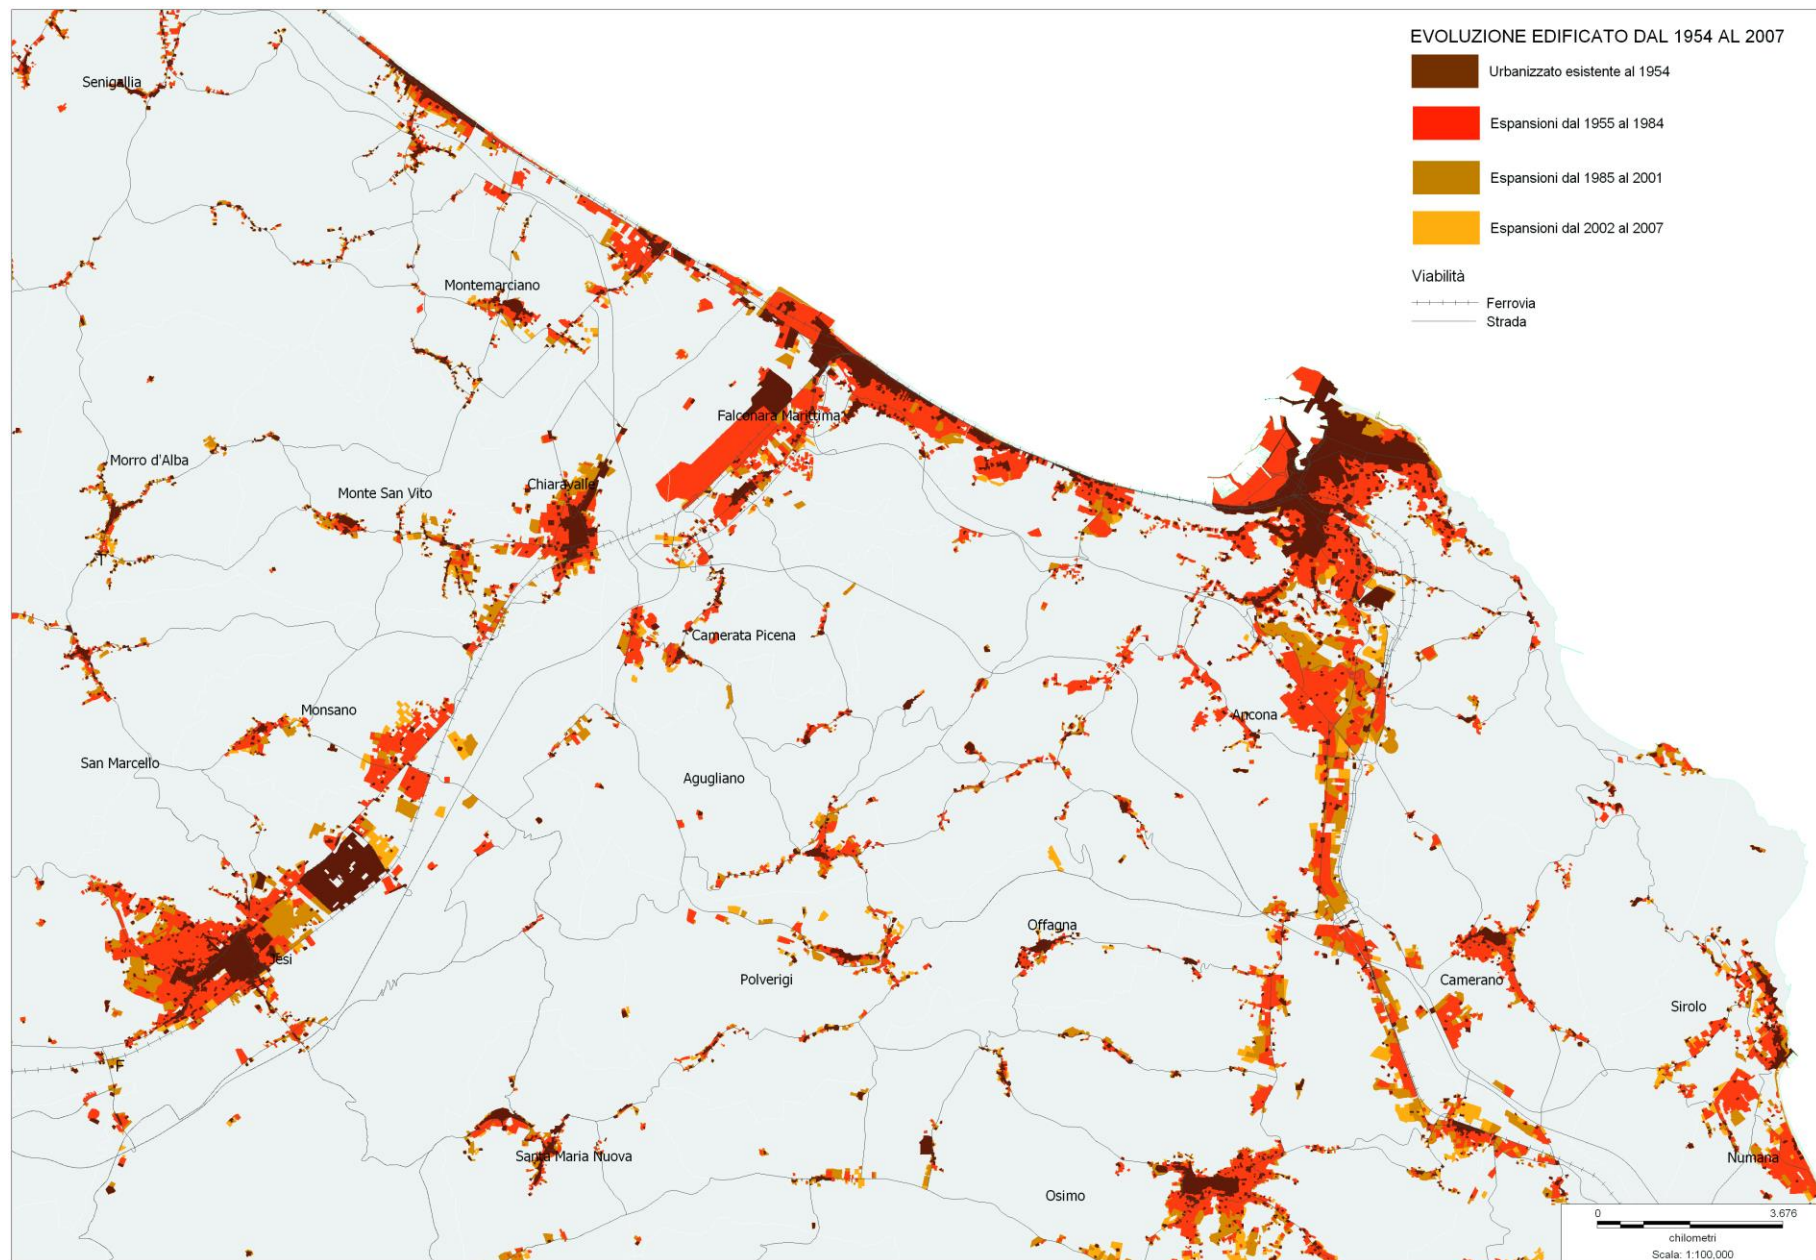 EVOLUZIONE EDIFICATO DAL 1954 AL 2007
Urbanizzato esistente al 1954
Espansioni dal 1955 al 1984
Espansioni dal 1985 al 2001
Espansioni dal 2002 al 2007
Viabilità
Ferrovia
Strada
Senigallia
Montemarciano
Falconara Marittima
Morro d'Alba
Monte San Vito
Chiaravalle
Camerata Picena
Monsano
Ancona
San Marcello
Agugliano
Offagna
Jesi
Polverigi
Camerano
Sirolo
Santa Maria Nuova
Numana
Osimo
0 3.676
chilometri
Scala: 1:100,000